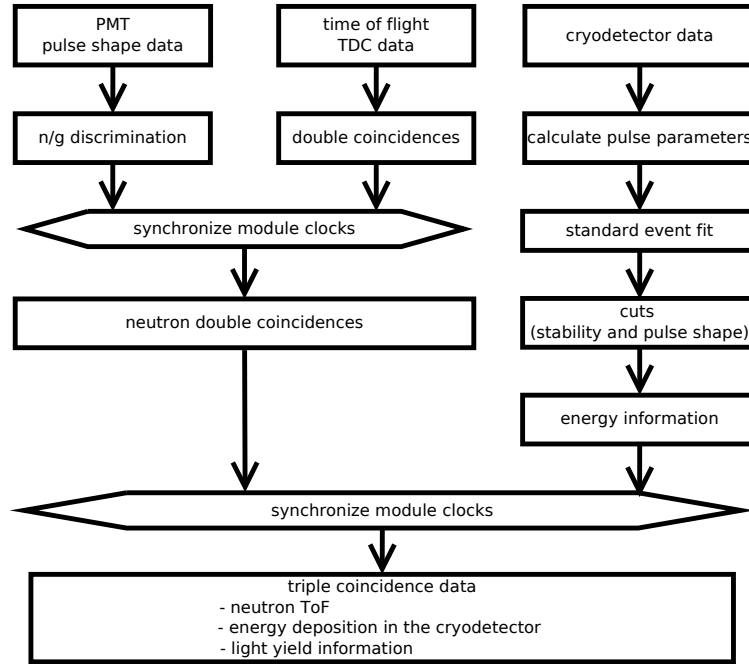 PMT
pulse shape data
time of flight
TDC data
cryodetector data
n/g discrimination
double coincidences
calculate pulse parameters
synchronize module clocks
standard event fit
neutron double coincidences
cuts
(stability and pulse shape)
energy information
synchronize module clocks
triple coincidence data
- neutron ToF
- energy deposition in the cryodetector
- light yield information